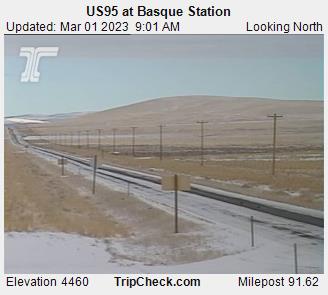 US95 at Basque Station
Updated: Mar 01 2023 9:01 AM Looking North
Elevation 4460 TripCheck.com Milepost 91.62